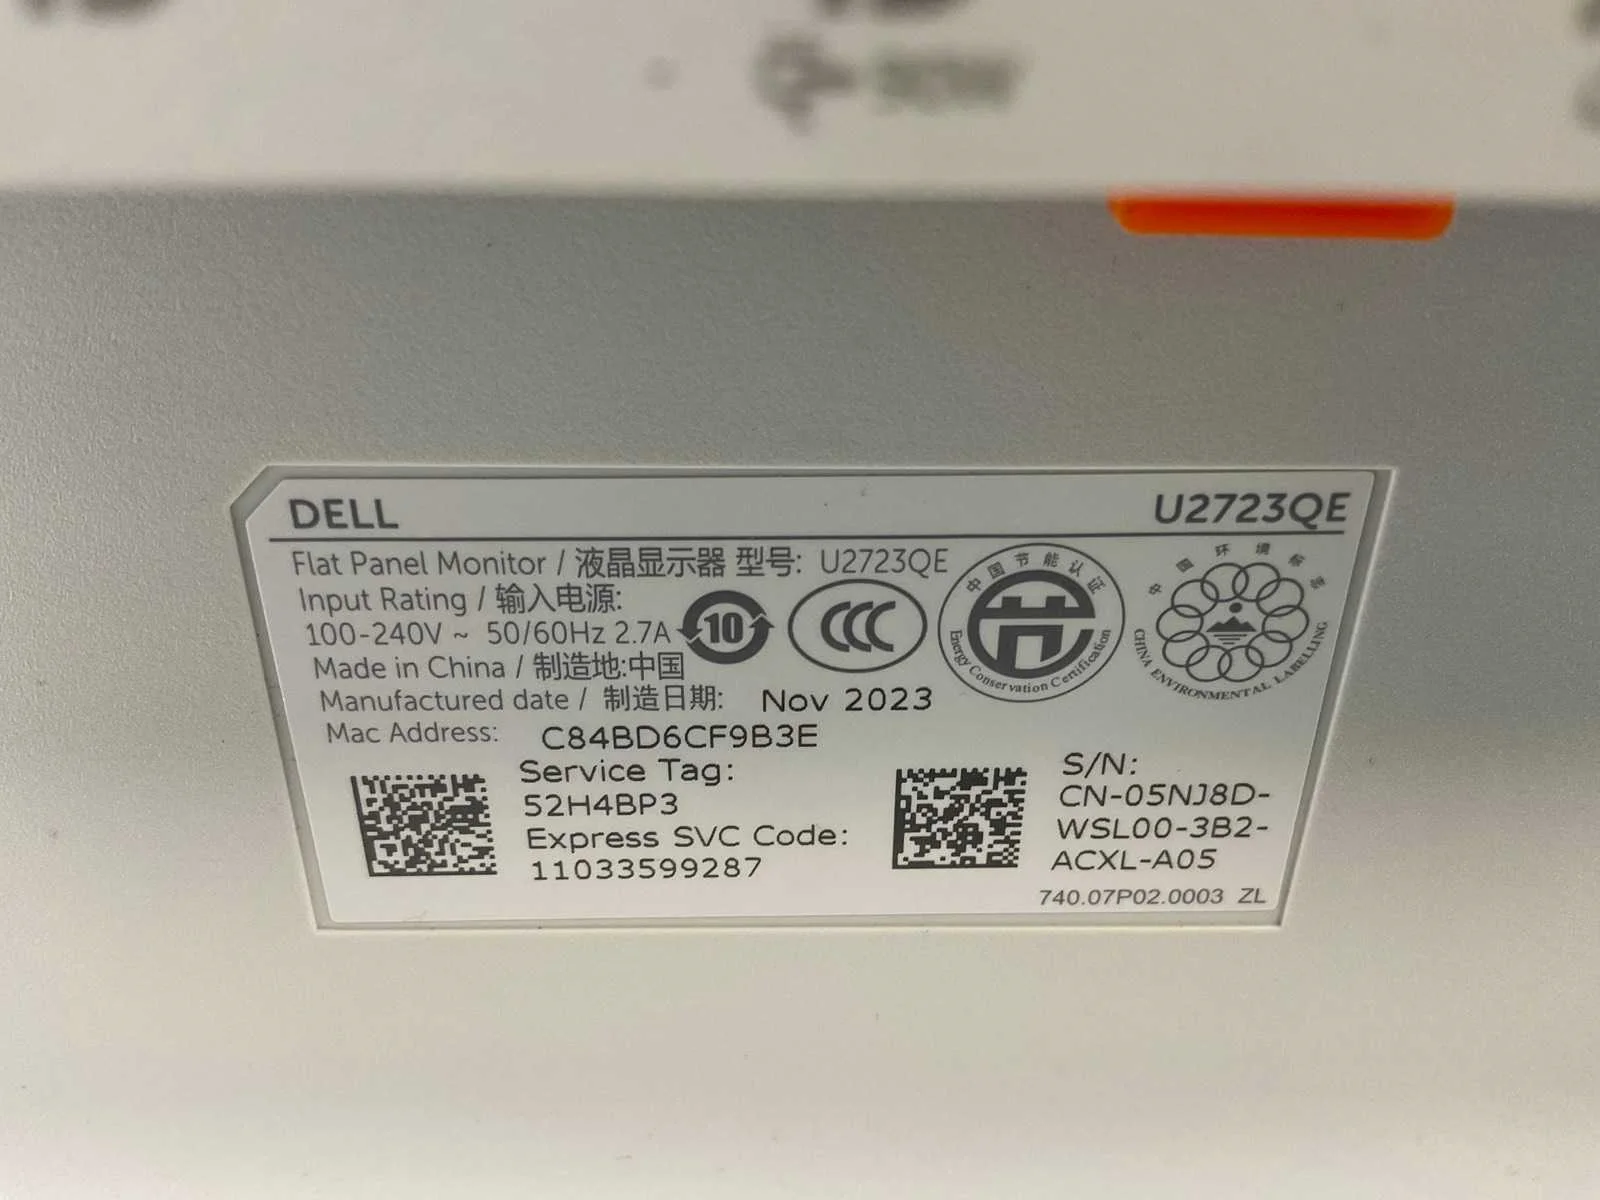 DELL U2723QE
Flat Panel Monitor / 液晶显示器 型号: U2723QE
Input Rating / 输入电源:
100-240V ~ 50/60Hz 2.7A
10
CCC
中国节能认证
Energy Conservation Certification
中国环境标志
CHINA ENVIRONMENTAL LABELLING
Made in China / 制造地:中国
Manufactured date / 制造日期: Nov 2023
Mac Address: C84BD6CF9B3E
Service Tag:
52H4BP3
Express SVC Code:
11033599287
S/N:
CN-05NJ8D-
WSL00-3B2-
ACXL-A05
740.07P02.0003 ZL